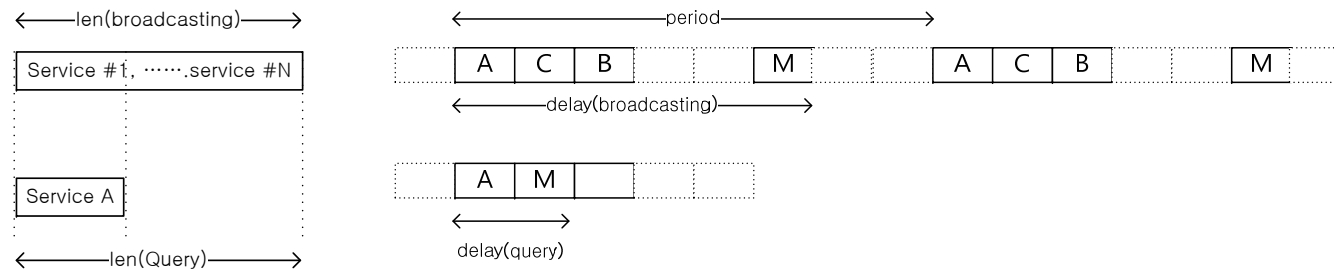 len(broadcasting)
Service #1, …….service #N
Service A
len(Query)
period
A C B M A C B M
delay(broadcasting)
A M
delay(query)